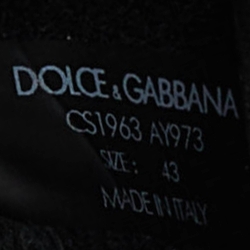 DOLCE & GABBANA
CS1963 AY973
SIZE: 43
MADE IN ITALY